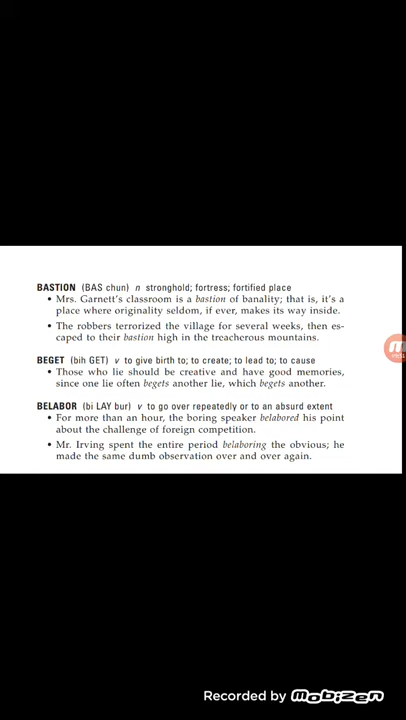 BASTION (BAS chun) n stronghold; fortress; fortified place
• Mrs. Garnett's classroom is a bastion of banality; that is, it's a
place where originality seldom, if ever, makes its way inside.
• The robbers terrorized the village for several weeks, then es-
caped to their bastion high in the treacherous mountains.
BEGET (bih GET) v to give birth to; to create; to lead to; to cause
• Those who lie should be creative and have good memories,
since one lie often begets another lie, which begets another.
BELABOR (bi LAY bur) v to go over repeatedly or to an absurd extent
• For more than an hour, the boring speaker belabored his point
about the challenge of foreign competition.
• Mr. Irving spent the entire period belaboring the obvious; he
made the same dumb observation over and over again.
Recorded by mobizen